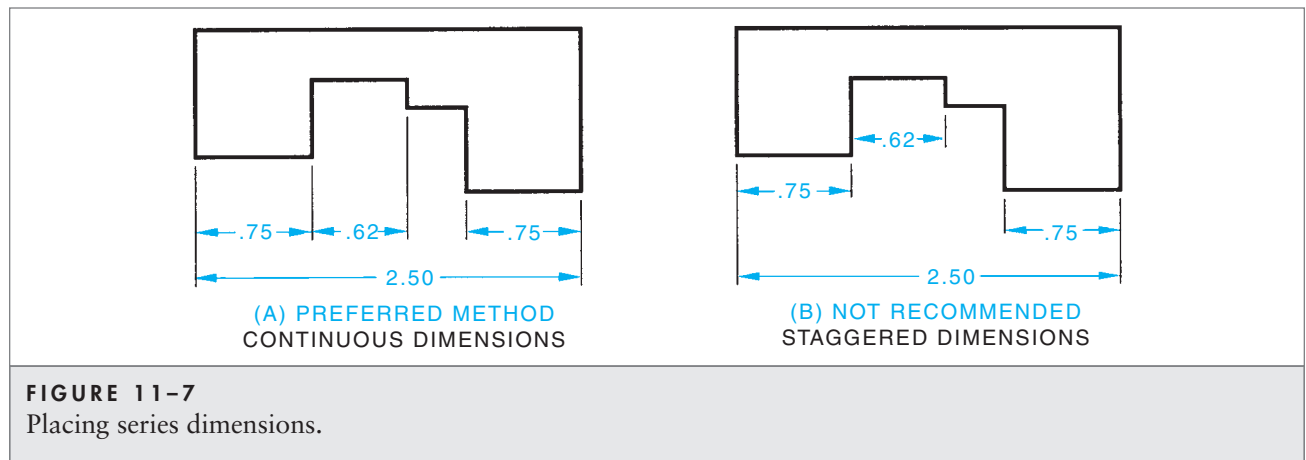 .75 .62 .75
2.50
(A) PREFERRED METHOD
CONTINUOUS DIMENSIONS
.62
.75 .75
2.50
(B) NOT RECOMMENDED
STAGGERED DIMENSIONS
FIGURE 11–7
Placing series dimensions.